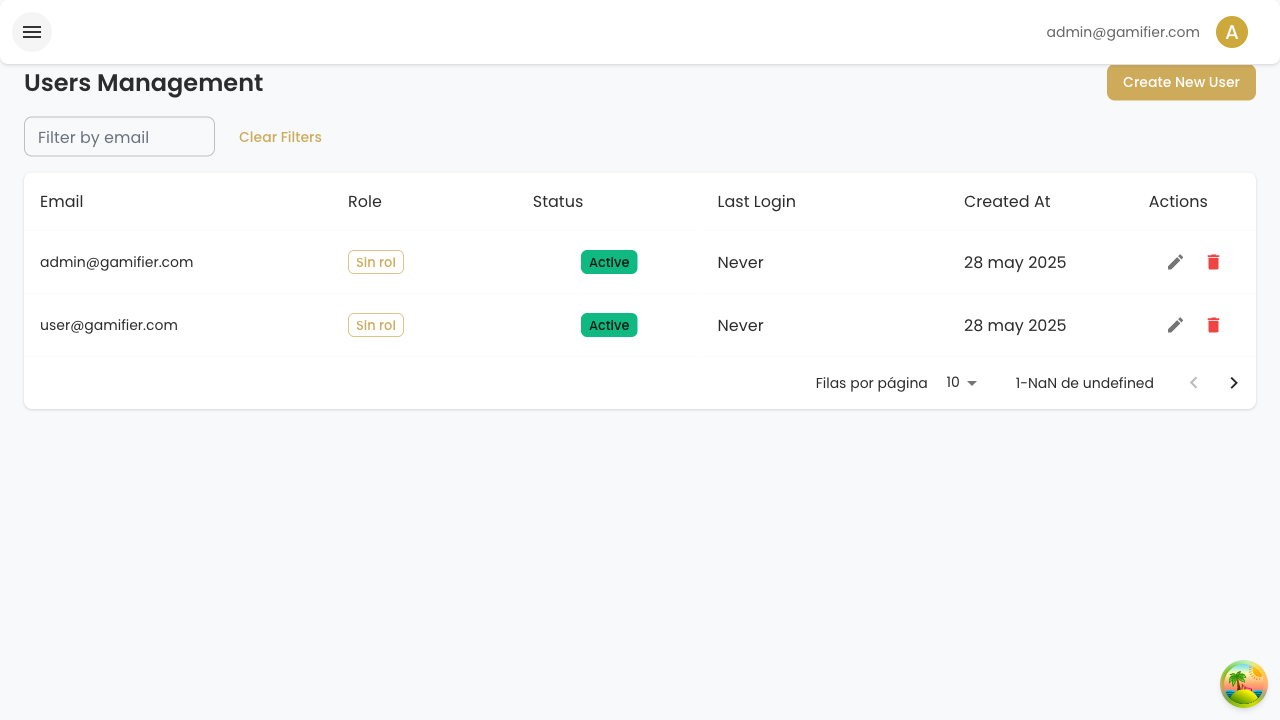 admin@gamifier.com A
Users Management Create New User
Filter by email Clear Filters
Email Role Status Last Login Created At Actions
admin@gamifier.com Sin rol Active Never 28 may 2025
user@gamifier.com Sin rol Active Never 28 may 2025
Filas por página 10 1-NaN de undefined